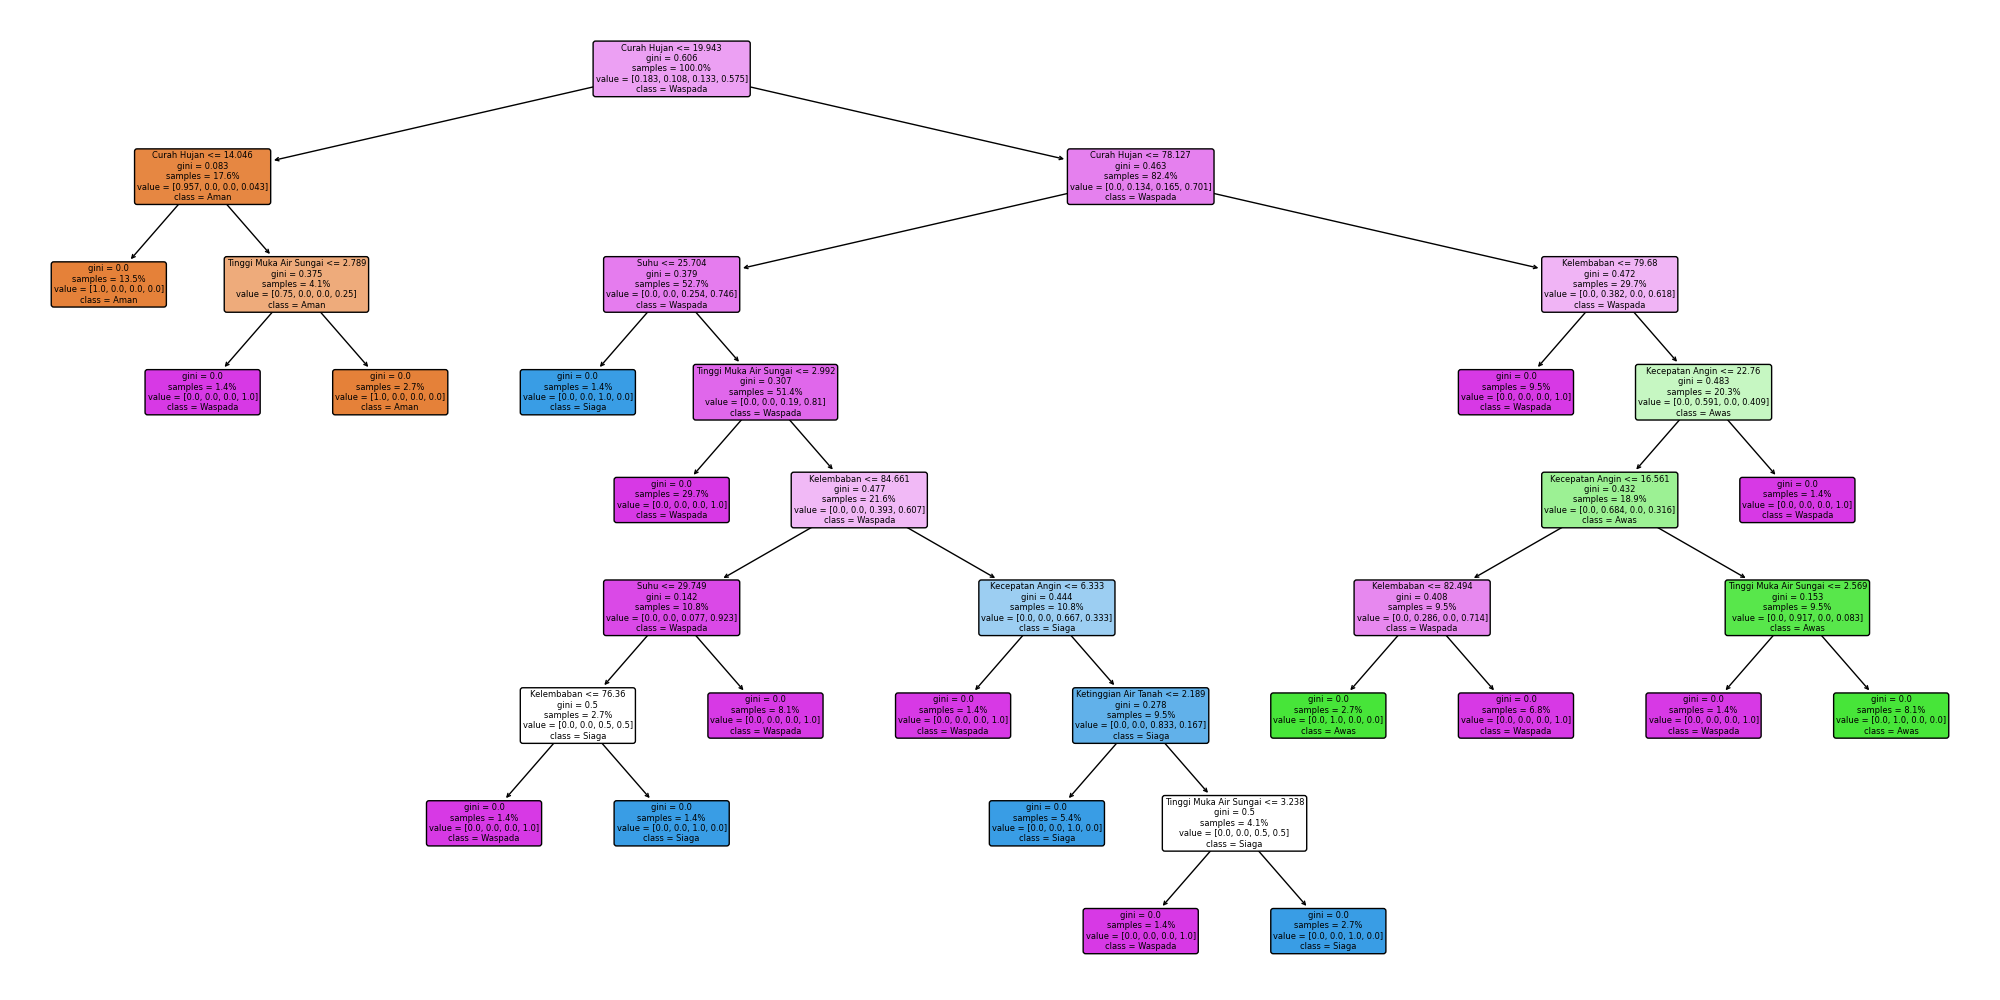 Curah Hujan <= 19.943
gini = 0.606
samples = 100.0%
value = [0.183, 0.108, 0.133, 0.575]
class = Waspada
Curah Hujan <= 14.046
gini = 0.083
samples = 17.6%
value = [0.957, 0.0, 0.0, 0.043]
class = Aman
Curah Hujan <= 78.127
gini = 0.463
samples = 82.4%
value = [0.0, 0.134, 0.165, 0.701]
class = Waspada
gini = 0.0
samples = 13.5%
value = [1.0, 0.0, 0.0, 0.0]
class = Aman
Tinggi Muka Air Sungai <= 2.789
gini = 0.375
samples = 4.1%
value = [0.75, 0.0, 0.0, 0.25]
class = Aman
Suhu <= 25.704
gini = 0.379
samples = 52.7%
value = [0.0, 0.0, 0.254, 0.746]
class = Waspada
Kelembaban <= 79.68
gini = 0.472
samples = 29.7%
value = [0.0, 0.382, 0.0, 0.618]
class = Waspada
gini = 0.0
samples = 1.4%
value = [0.0, 0.0, 0.0, 1.0]
class = Waspada
gini = 0.0
samples = 2.7%
value = [1.0, 0.0, 0.0, 0.0]
class = Aman
gini = 0.0
samples = 1.4%
value = [0.0, 0.0, 1.0, 0.0]
class = Siaga
Tinggi Muka Air Sungai <= 2.992
gini = 0.307
samples = 51.4%
value = [0.0, 0.0, 0.19, 0.81]
class = Waspada
gini = 0.0
samples = 9.5%
value = [0.0, 0.0, 0.0, 1.0]
class = Waspada
Kecepatan Angin <= 22.76
gini = 0.483
samples = 20.3%
value = [0.0, 0.591, 0.0, 0.409]
class = Awas
gini = 0.0
samples = 29.7%
value = [0.0, 0.0, 0.0, 1.0]
class = Waspada
Kelembaban <= 84.661
gini = 0.477
samples = 21.6%
value = [0.0, 0.0, 0.393, 0.607]
class = Waspada
Kecepatan Angin <= 16.561
gini = 0.432
samples = 18.9%
value = [0.0, 0.684, 0.0, 0.316]
class = Awas
gini = 0.0
samples = 1.4%
value = [0.0, 0.0, 0.0, 1.0]
class = Waspada
Suhu <= 29.749
gini = 0.142
samples = 10.8%
value = [0.0, 0.0, 0.077, 0.923]
class = Waspada
Kecepatan Angin <= 6.333
gini = 0.444
samples = 10.8%
value = [0.0, 0.0, 0.667, 0.333]
class = Siaga
Kelembaban <= 82.494
gini = 0.408
samples = 9.5%
value = [0.0, 0.286, 0.0, 0.714]
class = Waspada
Tinggi Muka Air Sungai <= 2.569
gini = 0.153
samples = 9.5%
value = [0.0, 0.917, 0.0, 0.083]
class = Awas
Kelembaban <= 76.36
gini = 0.5
samples = 2.7%
value = [0.0, 0.0, 0.5, 0.5]
class = Siaga
gini = 0.0
samples = 8.1%
value = [0.0, 0.0, 0.0, 1.0]
class = Waspada
gini = 0.0
samples = 1.4%
value = [0.0, 0.0, 0.0, 1.0]
class = Waspada
Ketinggian Air Tanah <= 2.189
gini = 0.278
samples = 9.5%
value = [0.0, 0.0, 0.833, 0.167]
class = Siaga
gini = 0.0
samples = 2.7%
value = [0.0, 1.0, 0.0, 0.0]
class = Awas
gini = 0.0
samples = 6.8%
value = [0.0, 0.0, 0.0, 1.0]
class = Waspada
gini = 0.0
samples = 1.4%
value = [0.0, 0.0, 0.0, 1.0]
class = Waspada
gini = 0.0
samples = 8.1%
value = [0.0, 1.0, 0.0, 0.0]
class = Awas
gini = 0.0
samples = 1.4%
value = [0.0, 0.0, 0.0, 1.0]
class = Waspada
gini = 0.0
samples = 1.4%
value = [0.0, 0.0, 1.0, 0.0]
class = Siaga
gini = 0.0
samples = 5.4%
value = [0.0, 0.0, 1.0, 0.0]
class = Siaga
Tinggi Muka Air Sungai <= 3.238
gini = 0.5
samples = 4.1%
value = [0.0, 0.0, 0.5, 0.5]
class = Siaga
gini = 0.0
samples = 1.4%
value = [0.0, 0.0, 0.0, 1.0]
class = Waspada
gini = 0.0
samples = 2.7%
value = [0.0, 0.0, 1.0, 0.0]
class = Siaga